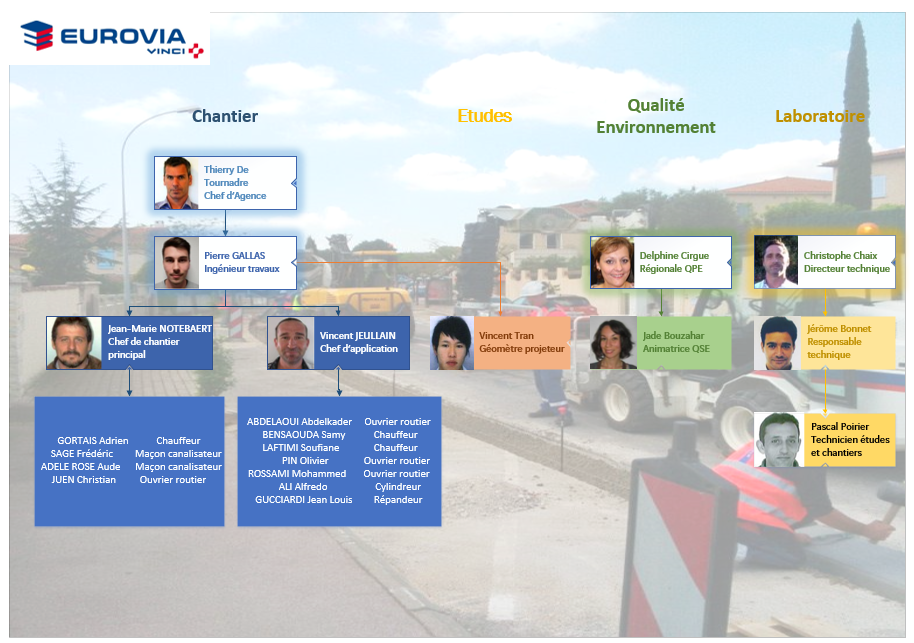 EUROVIA
VINCI
Chantier
Etudes
Qualité
Environnement
Laboratoire
Thierry De
Tournadre
Chef d'Agence
Pierre GALLAS
Ingénieur travaux
Delphine Cirgue
Régionale QPE
Christophe Chaix
Directeur technique
Jean-Marie NOTEBAERT
Chef de chantier
principal
Vincent JEULLAIN
Chef d'application
Vincent Tran
Géomètre projeteur
Jade Bouzahar
Animatrice QSE
Jérôme Bonnet
Responsable
technique
Pascal Poirier
Technicien études
et chantiers
GORTAIS Adrien Chauffeur
SAGE Frédéric Maçon canalisateur
ADELE ROSE Aude Maçon canalisateur
JUEN Christian Ouvrier routier
ABDELAOUI Abdelkader Ouvrier routier
BENSAOUDA Samy Chauffeur
LAFTIMI Soufiane Chauffeur
PIN Olivier Ouvrier routier
ROSSAMI Mohammed Ouvrier routier
ALI Alfredo Cylindreur
GUCCIARDI Jean Louis Répandeur